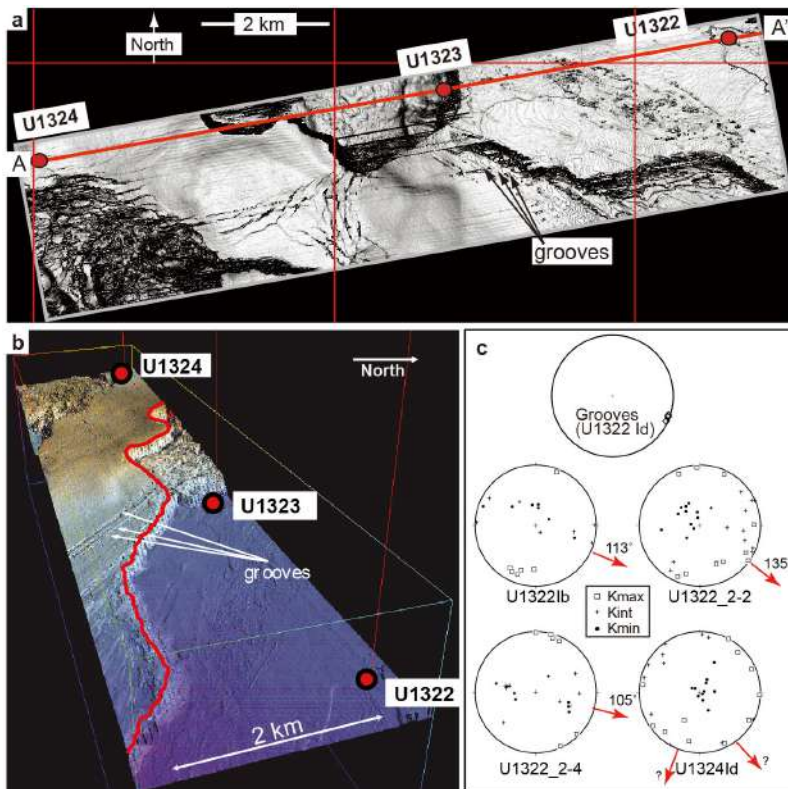 a
North
2 km
U1324
U1323
U1322
A
A'
grooves
b
U1324
North
U1323
grooves
U1322
2 km
c
Grooves
(U1322 Id)
113°
135°
U1322Ib
U1322_2-2
□ Kmax
+ Kint
• Kmin
105°
U1322_2-4
U1324Id
?
?